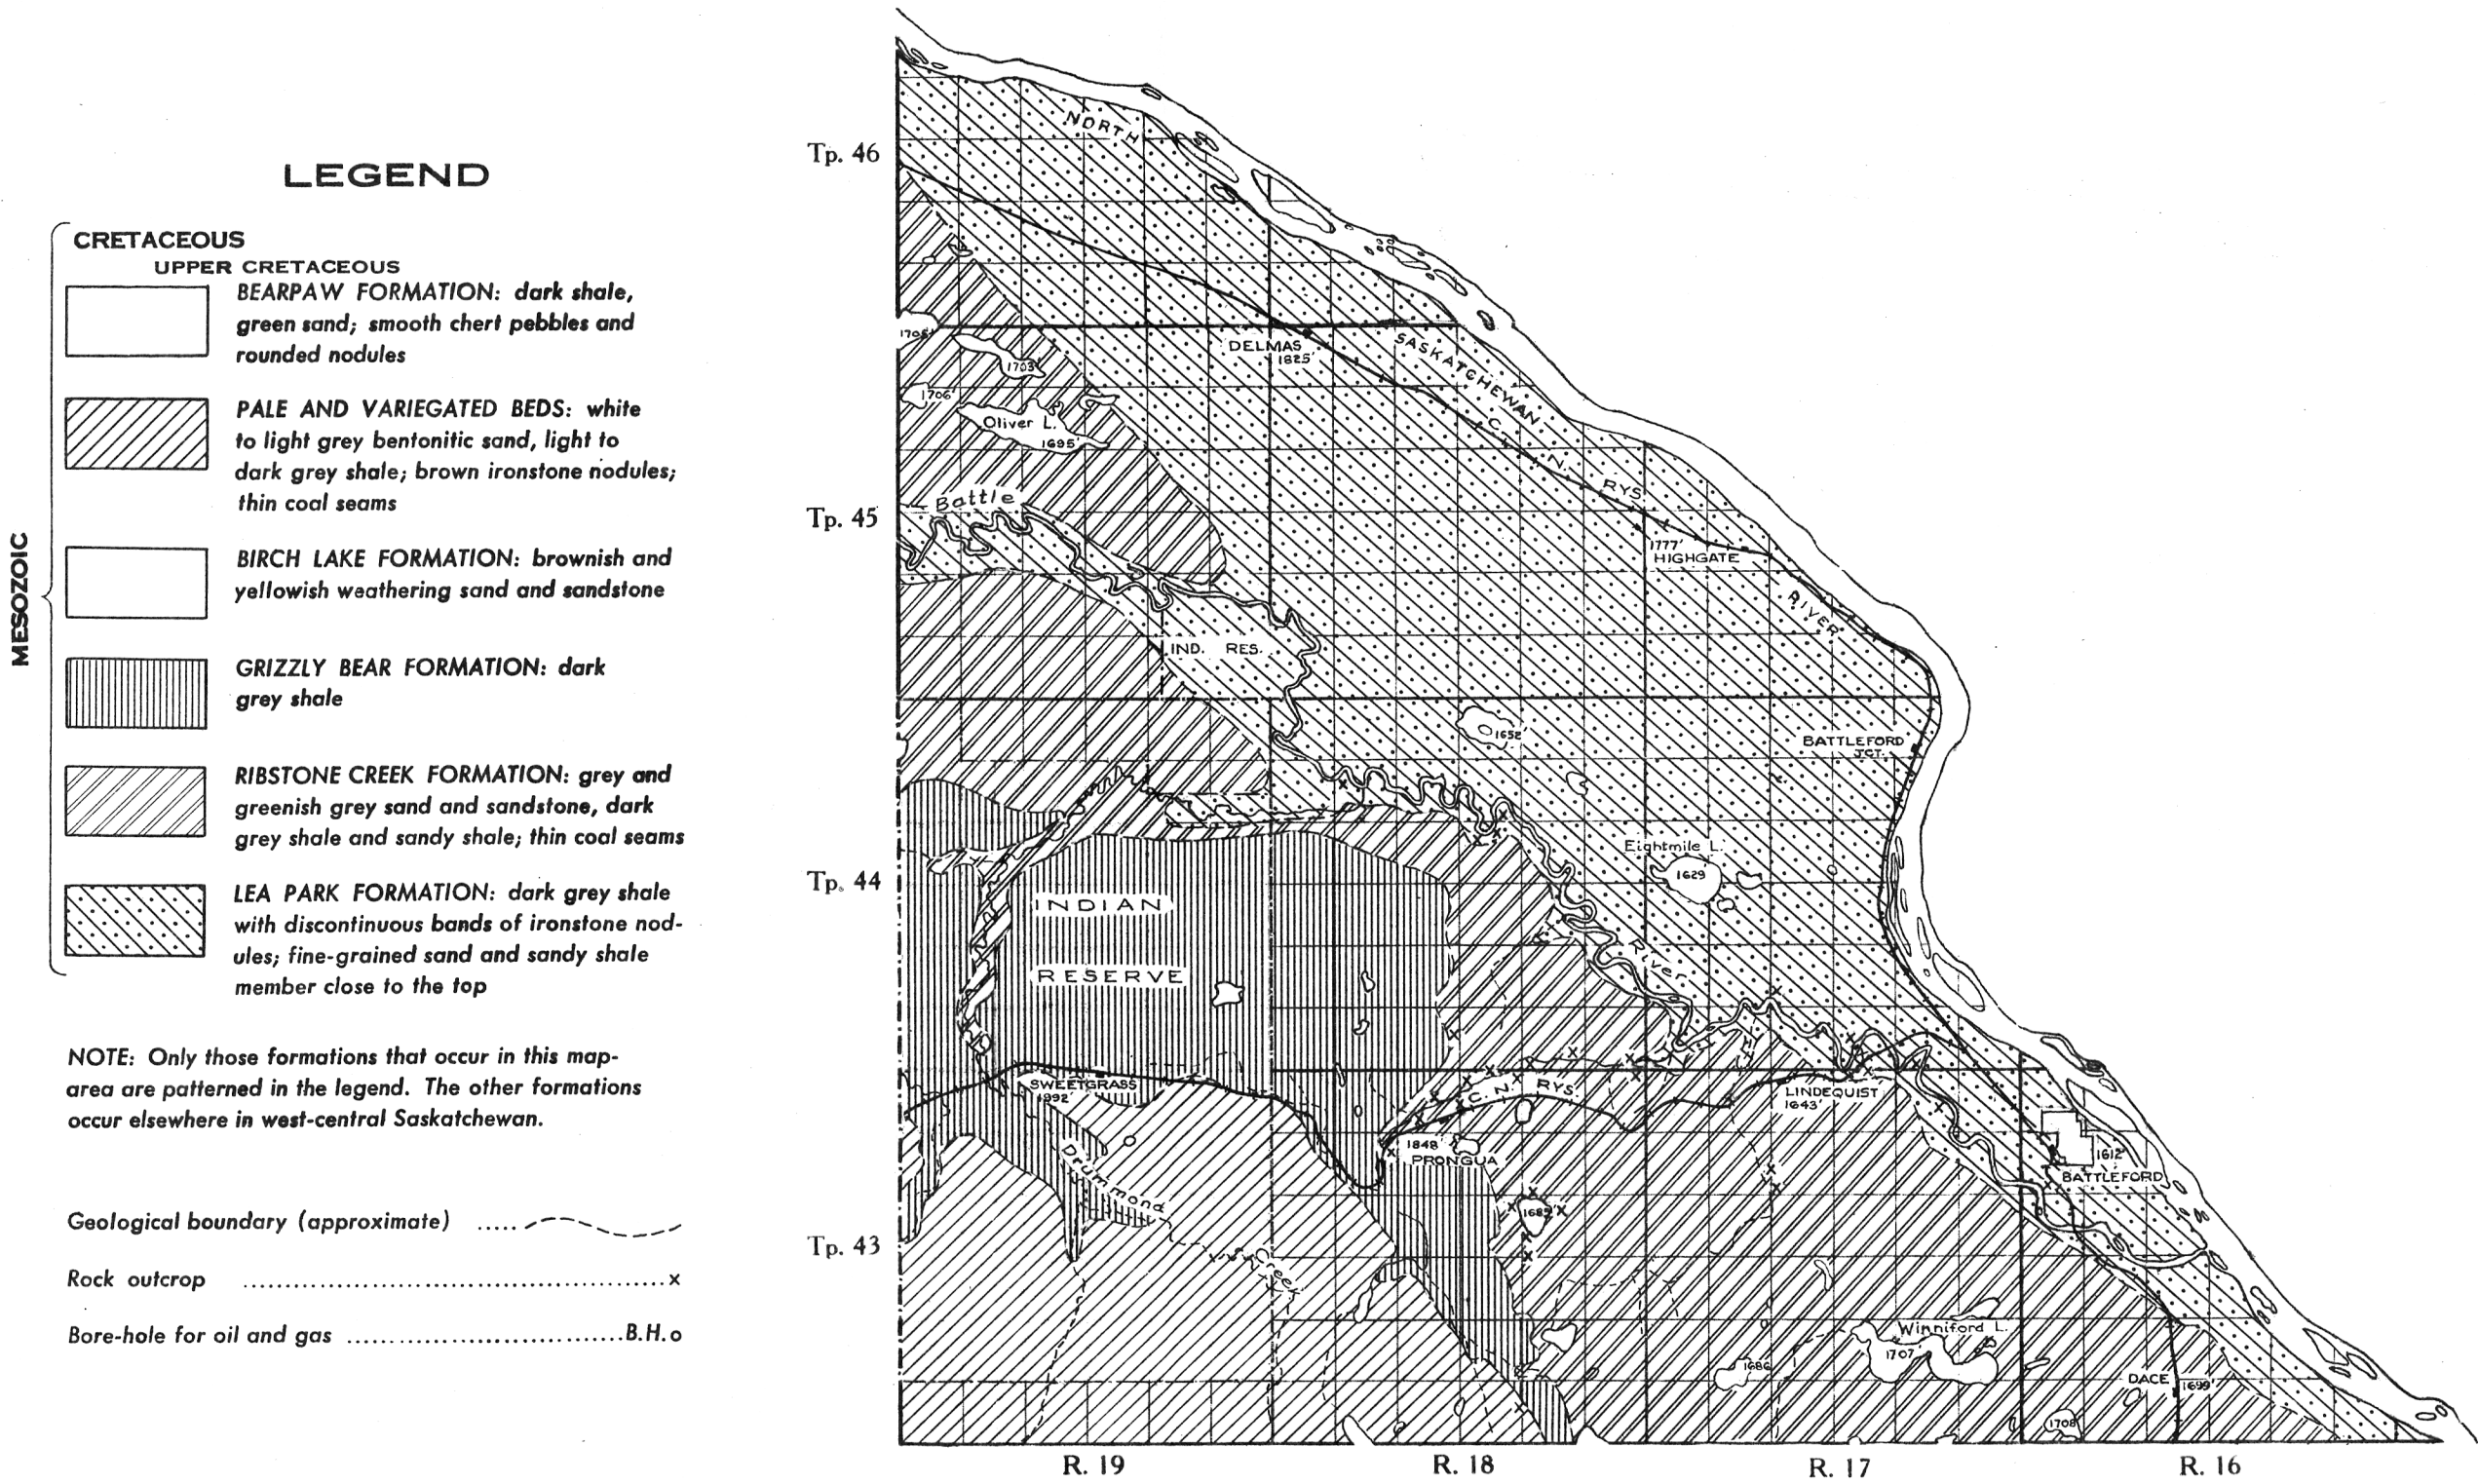 LEGEND
MESOZOIC
CRETACEOUS
UPPER CRETACEOUS
BEARPAW FORMATION: dark shale,
green sand; smooth chert pebbles and
rounded nodules
PALE AND VARIEGATED BEDS: white
to light grey bentonitic sand, light to
dark grey shale; brown ironstone nodules;
thin coal seams
BIRCH LAKE FORMATION: brownish and
yellowish weathering sand and sandstone
GRIZZLY BEAR FORMATION: dark
grey shale
RIBSTONE CREEK FORMATION: grey and
greenish grey sand and sandstone, dark
grey shale and sandy shale; thin coal seams
LEA PARK FORMATION: dark grey shale
with discontinuous bands of ironstone nod-
ules; fine-grained sand and sandy shale
member close to the top
NOTE: Only those formations that occur in this map-
area are patterned in the legend. The other formations
occur elsewhere in west-central Saskatchewan.
Geological boundary (approximate) .....
Rock outcrop ........ x
Bore-hole for oil and gas ........ B.H. o
Tp. 46
Tp. 45
Tp. 44
Tp. 43
R. 19
R. 18
R. 17
R. 16
NORTH
SASKATCHEWAN
RIVER
DELMAS
1825'
C. N. RYS.
1705'
1703'
1706'
Oliver L.
1695'
Battle
1777'
HIGHGATE
IND. RES.
1652'
BATTLEFORD
JCT.
Eightmile L.
1629
INDIAN
RESERVE
River
SWEETGRASS
1992'
C. N. RYS.
LINDEQUIST
1643'
1848'
PRONGUA
1612'
BATTLEFORD
Drummond
Creek
1685'
Winniford L.
1707'
1686
DACE
1699'
1708